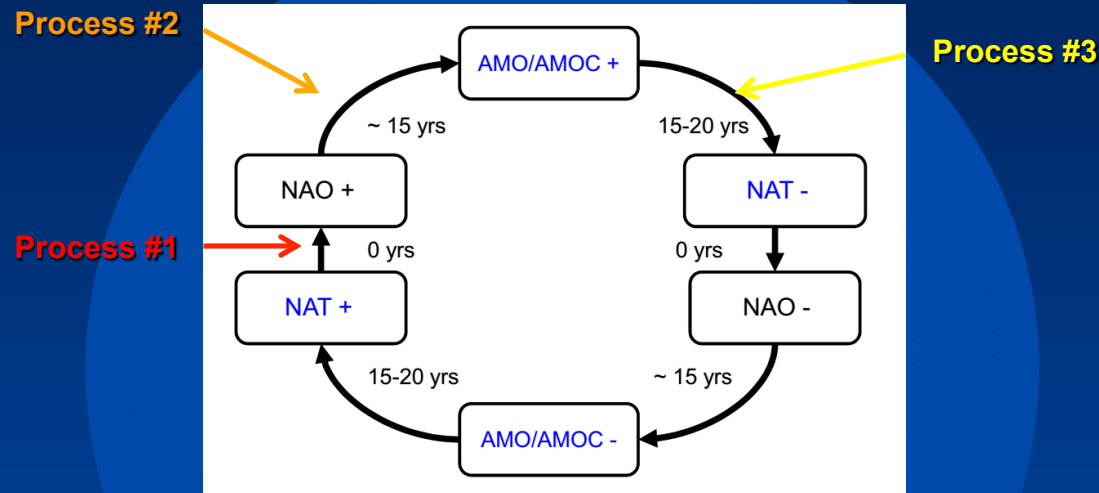 Process #2
AMO/AMOC +
Process #3
~ 15 yrs
15-20 yrs
NAO +
NAT -
Process #1
0 yrs
0 yrs
NAT +
NAO -
15-20 yrs
~ 15 yrs
AMO/AMOC -